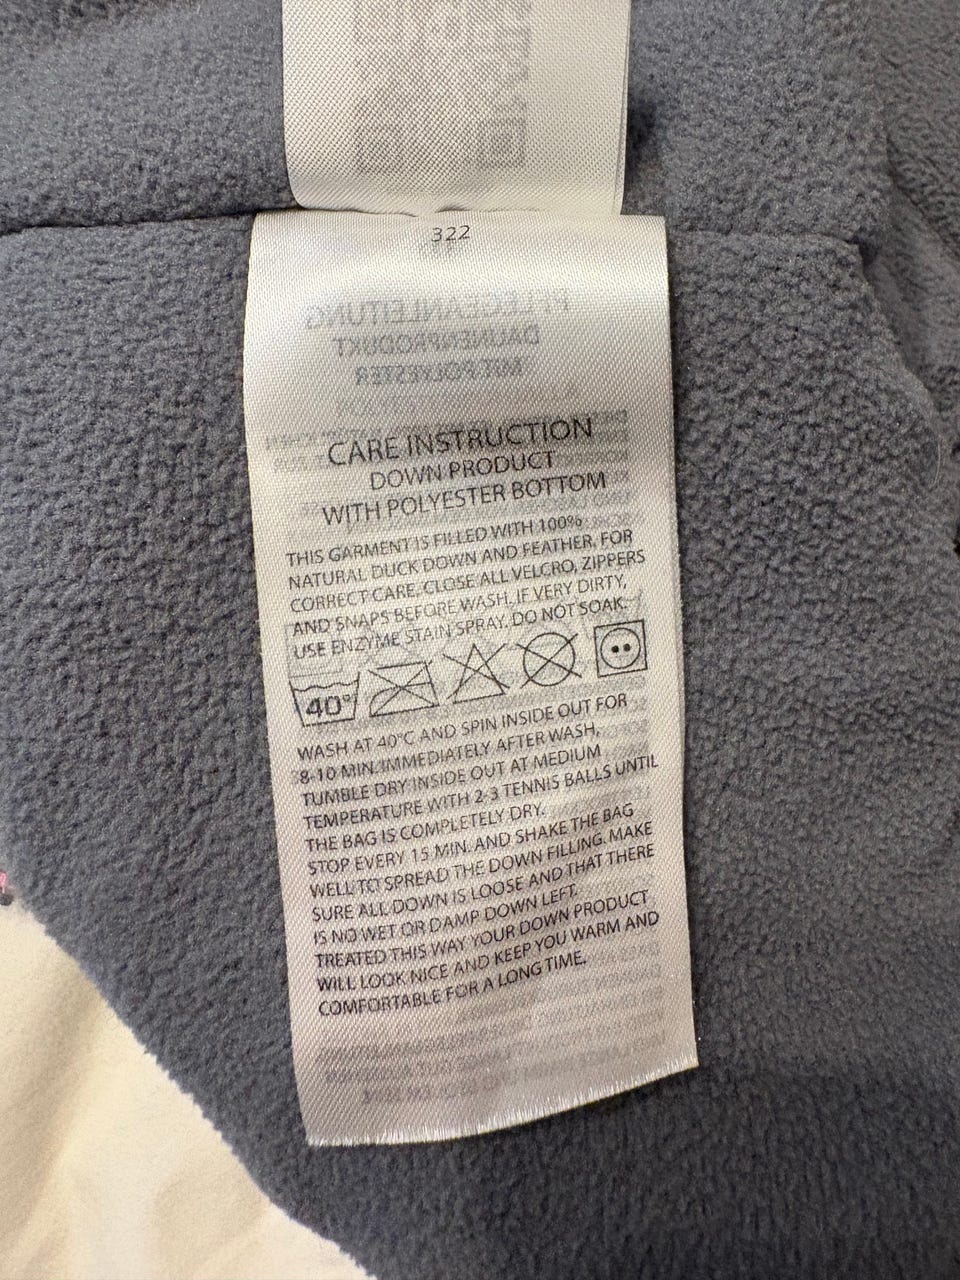 322
CARE INSTRUCTION
DOWN PRODUCT
WITH POLYESTER BOTTOM
THIS GARMENT IS FILLED WITH 100%
NATURAL DUCK DOWN AND FEATHER. FOR
CORRECT CARE, CLOSE ALL VELCRO, ZIPPERS
AND SNAPS BEFORE WASH. IF VERY DIRTY,
USE ENZYME STAIN SPRAY. DO NOT SOAK.
40°
WASH AT 40°C AND SPIN INSIDE OUT FOR
8-10 MIN. IMMEDIATELY AFTER WASH,
TUMBLE DRY INSIDE OUT AT MEDIUM
TEMPERATURE WITH 2-3 TENNIS BALLS UNTIL
THE BAG IS COMPLETELY DRY.
STOP EVERY 15 MIN. AND SHAKE THE BAG
WELL TO SPREAD THE DOWN FILLING. MAKE
SURE ALL DOWN IS LOOSE AND THAT THERE
IS NO WET OR DAMP DOWN LEFT.
TREATED THIS WAY YOUR DOWN PRODUCT
WILL LOOK NICE AND KEEP YOU WARM AND
COMFORTABLE FOR A LONG TIME.